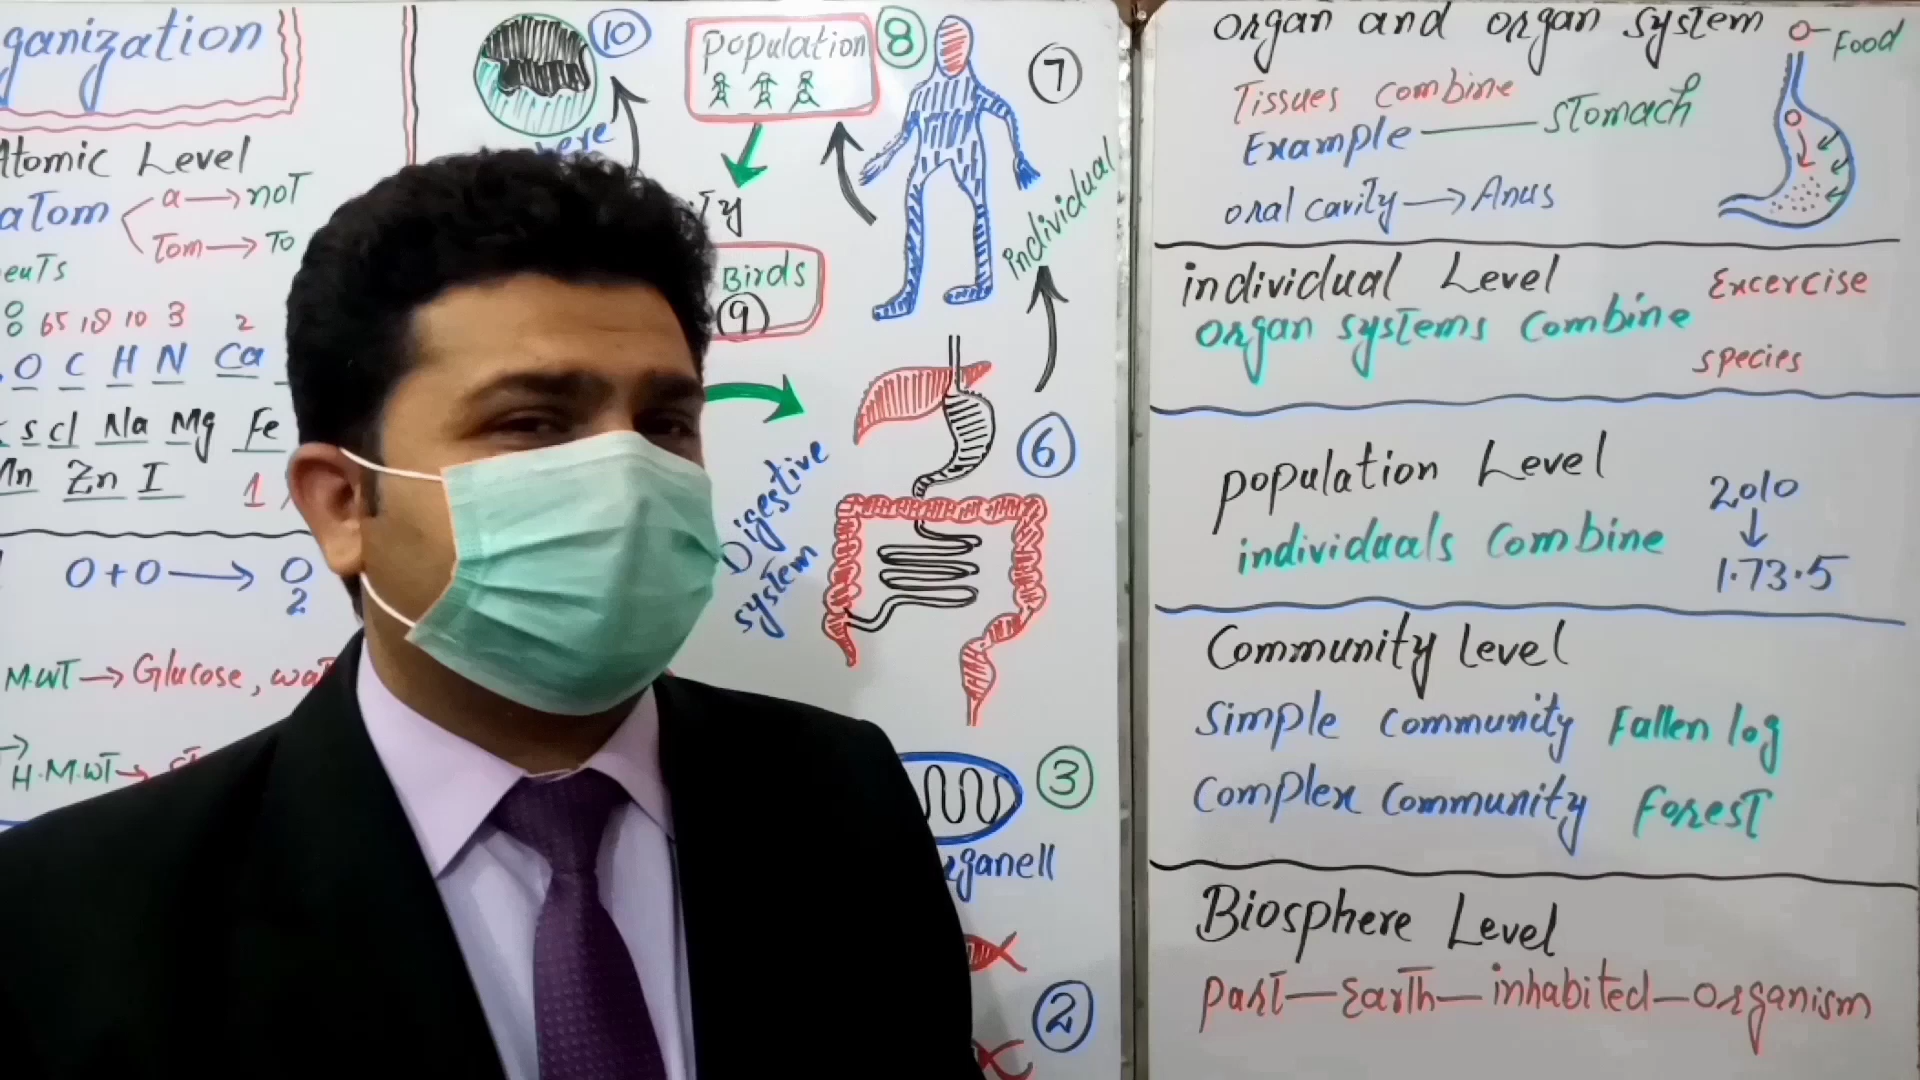 ganization
Atomic Level
atom
a → not
Tom → To
65 18 10 3 2
O C H N Ca
S Cl Na Mg Fe
Mn Zn I 1
O + O → O
2
M.WT → Glucose,
H.M.WT →
10
Population
8
7
Birds
9
individual
6
Digestive
system
3
2
organ and organ system
Food
Tissues combine
Example — stomach
oral cavity → Anus
individual Level
Excercise
organ systems combine
species
population Level
2010
individuals combine
1.73.5
Community Level
Simple community Fallen log
Complex community Forest
Biosphere Level
part — Earth — inhabited — organism